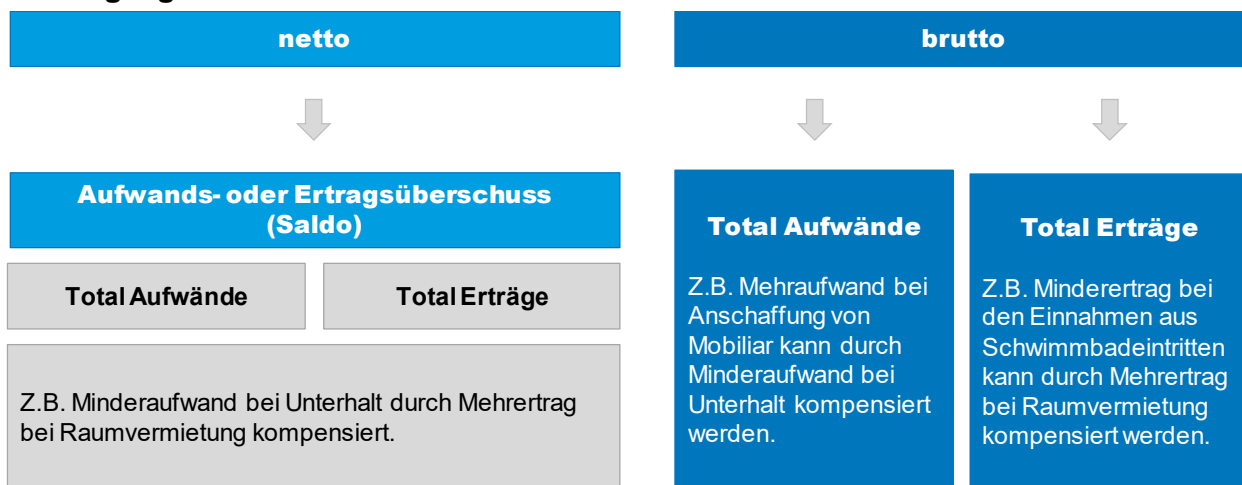 netto
brutto
Aufwands- oder Ertragsüberschuss
(Saldo)
Total Aufwände
Total Erträge
Z.B. Minderaufwand bei Unterhalt durch Mehrertrag
bei Raumvermietung kompensiert.
Total Aufwände
Z.B. Mehraufwand bei
Anschaffung von
Mobiliar kann durch
Minderaufwand bei
Unterhalt kompensiert
werden.
Total Erträge
Z.B. Minderertrag bei
den Einnahmen aus
Schwimmbadeintritten
kann durch Mehrertrag
bei Raumvermietung
kompensiert werden.